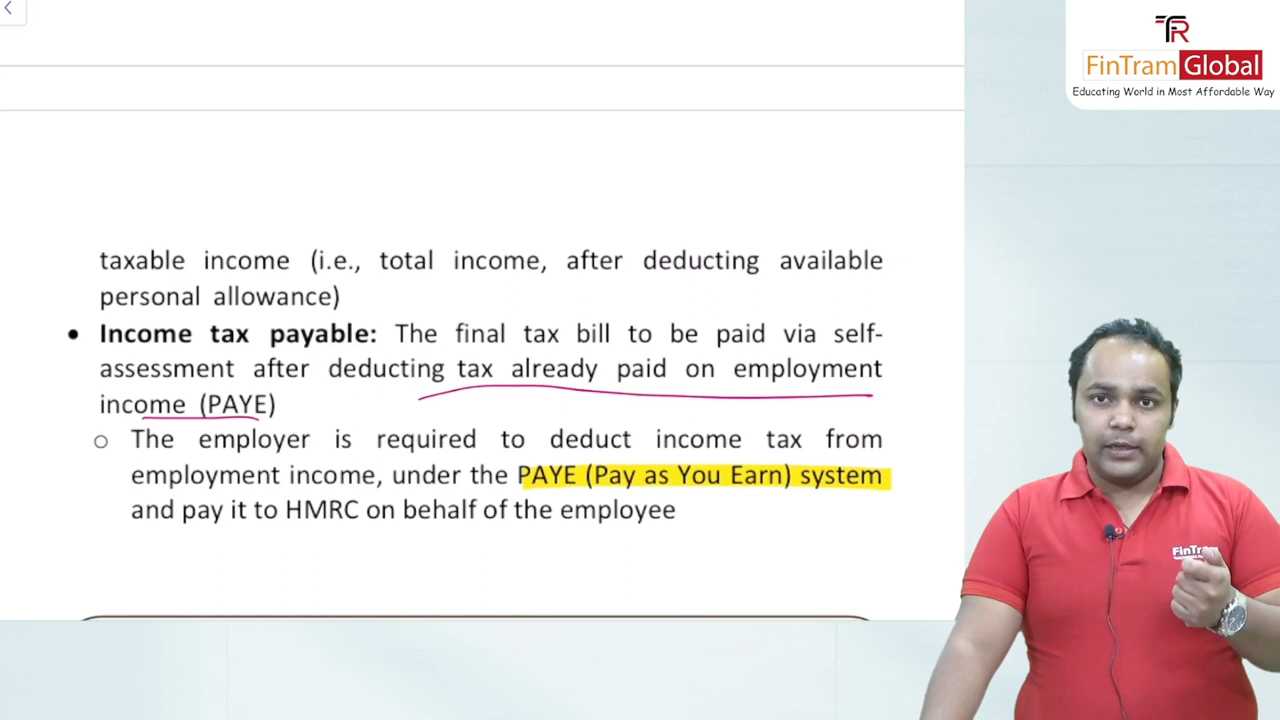 FinTram Global
Educating World in Most Affordable Way
taxable income (i.e., total income, after deducting available
personal allowance)
• Income tax payable: The final tax bill to be paid via self-
assessment after deducting tax already paid on employment
income (PAYE)
○ The employer is required to deduct income tax from
employment income, under the PAYE (Pay as You Earn) system
and pay it to HMRC on behalf of the employee